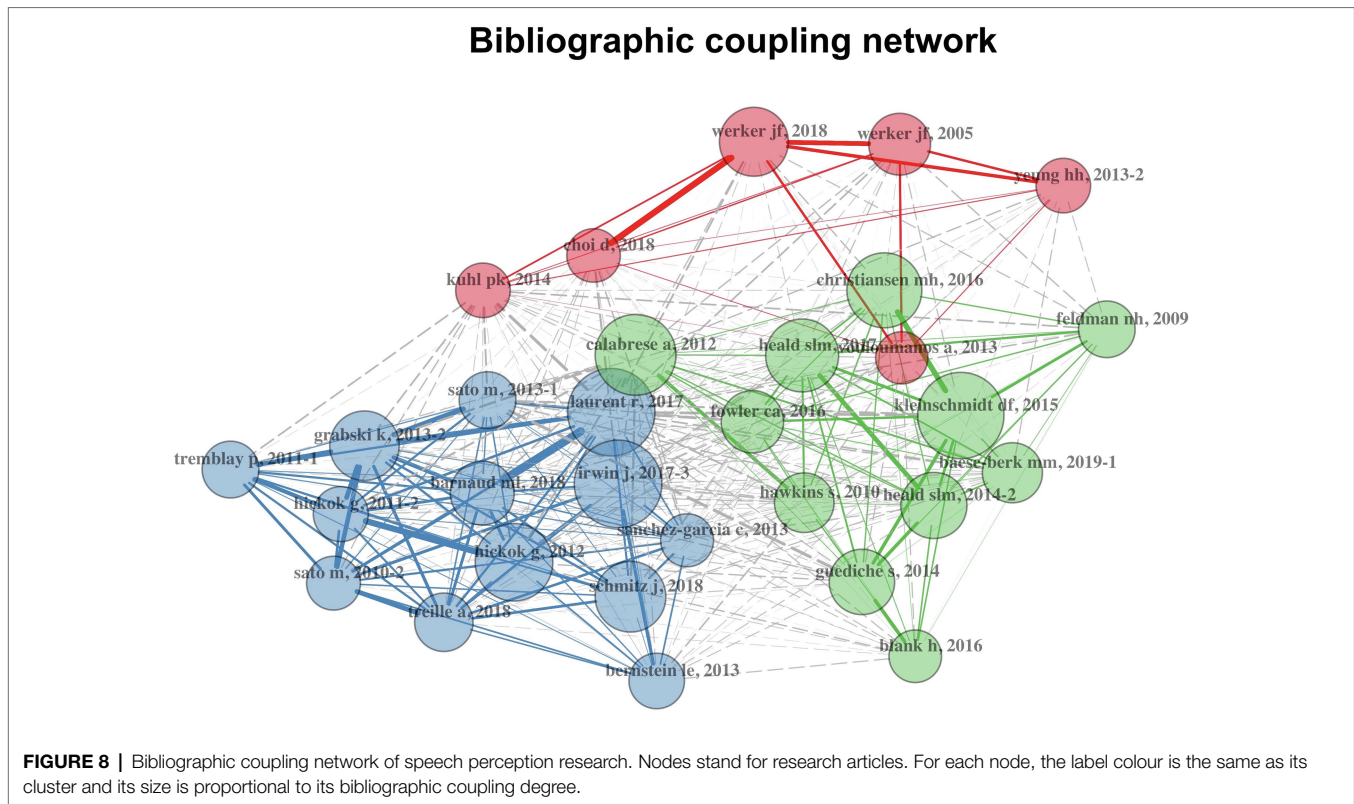 Bibliographic coupling network
werker jf, 2018
werker jf, 2005
yeung hh, 2013-2
choi d, 2018
kuhl pk, 2014
christiansen mh, 2016
feldman nh, 2009
calabrese a, 2012
heald slm, 2017
vouloumanos a, 2013
sato m, 2013-1
laurent r, 2017
fowler ca, 2016
kleinschmidt df, 2015
grabski k, 2013-2
tremblay p, 2011-1
baese-berk mm, 2019-1
barnaud ml, 2018
irwin j, 2017-3
hawkins s, 2010
heald slm, 2014-2
hickok g, 2011-2
sanchez-garcia c, 2013
hickok g, 2012
sato m, 2010-2
schmitz j, 2018
guediche s, 2014
treille a, 2018
blank h, 2016
bernstein le, 2013
FIGURE 8 | Bibliographic coupling network of speech perception research. Nodes stand for research articles. For each node, the label colour is the same as its
cluster and its size is proportional to its bibliographic coupling degree.